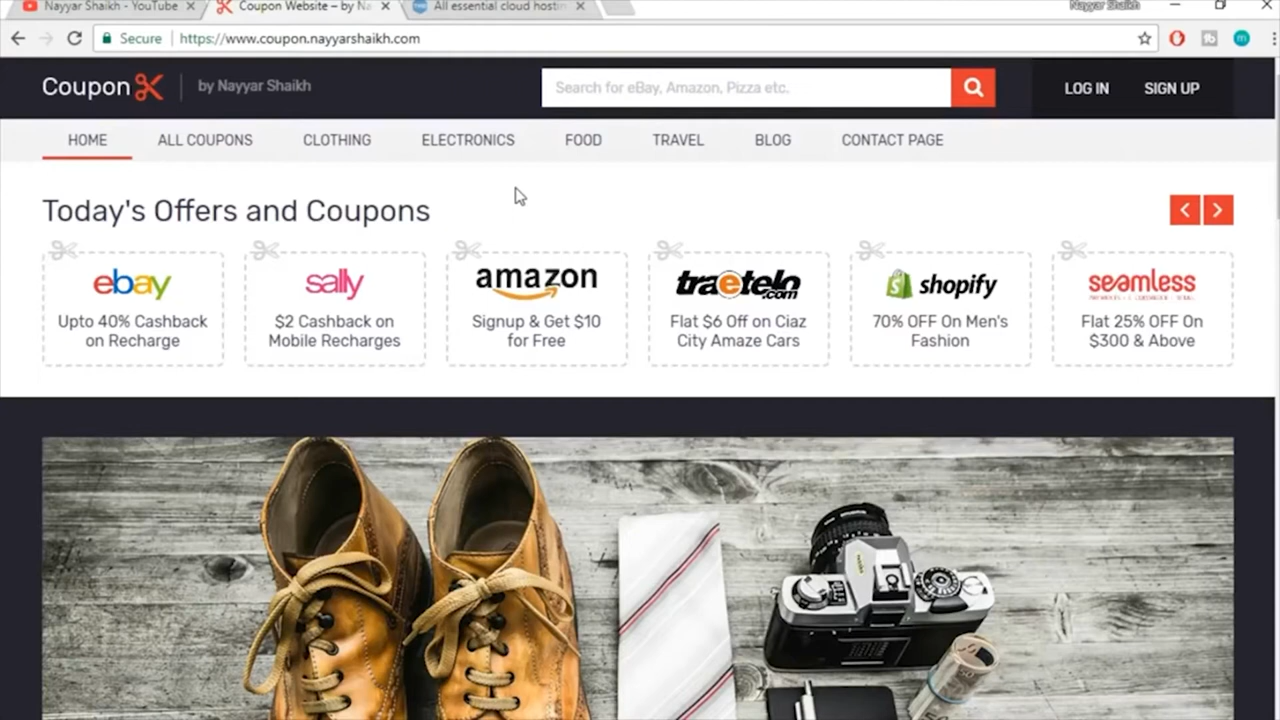 Nayyar Shaikh - YouTube
Coupon Website – by Na
All essential cloud hostin
Nayyar Shaikh
Secure
https://www.coupon.nayyarshaikh.com
Coupon
by Nayyar Shaikh
Search for eBay, Amazon, Pizza etc.
LOG IN
SIGN UP
HOME
ALL COUPONS
CLOTHING
ELECTRONICS
FOOD
TRAVEL
BLOG
CONTACT PAGE
Today's Offers and Coupons
ebay
Upto 40% Cashback
on Recharge
sally
$2 Cashback on
Mobile Recharges
amazon
Signup & Get $10
for Free
traetelo
.com
Flat $6 Off on Ciaz
City Amaze Cars
shopify
70% OFF On Men's
Fashion
seamless
Flat 25% OFF On
$300 & Above